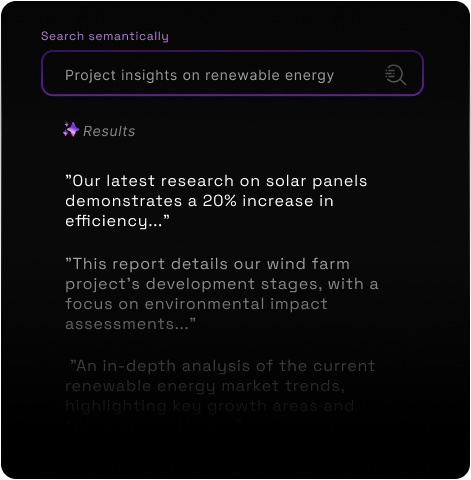 Search semantically
Project insights on renewable energy
Results
"Our latest research on solar panels
demonstrates a 20% increase in
efficiency..."
"This report details our wind farm
project's development stages, with a
focus on environmental impact
assessments..."
"An in-depth analysis of the current
renewable energy market trends,
highlighting key growth areas and